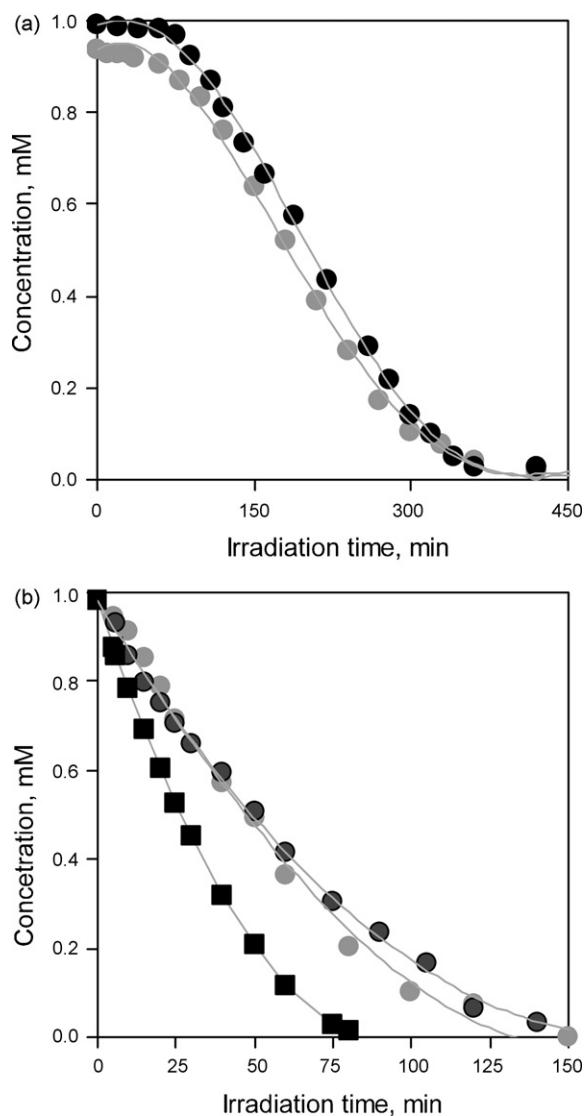 (a)
1.0
0.8
0.6
0.4
0.2
0.0
Concentration, mM
0 150 300 450
Irradiation time, min
(b)
1.0
0.8
0.6
0.4
0.2
0.0
Concetration, mM
0 25 50 75 100 125 150
Irradiation time, min